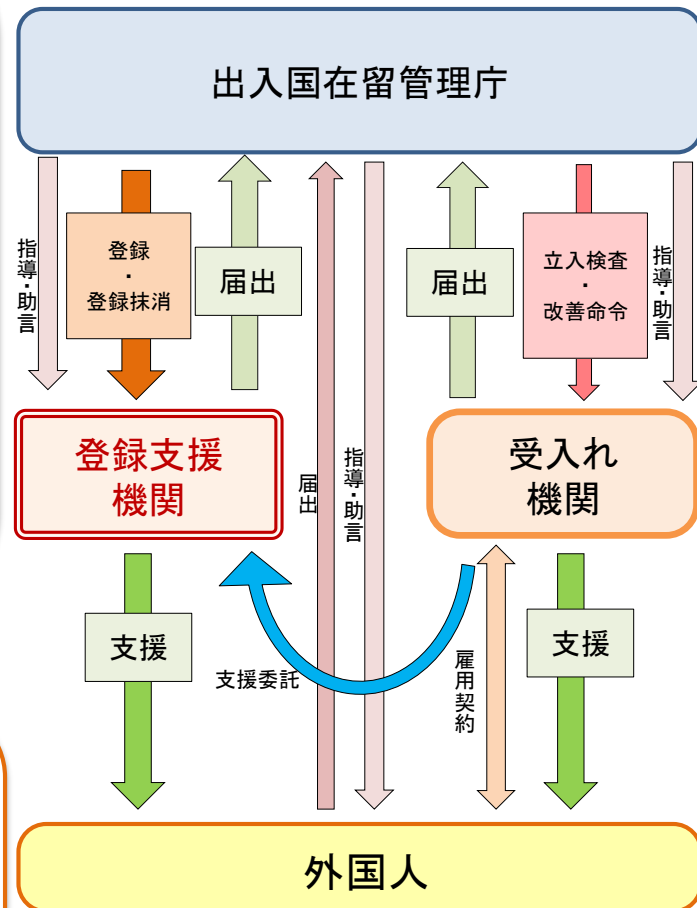 出入国在留管理庁
指導・助言
登録
・
登録抹消
届出
届出
立入検査
・
改善命令
指導・助言
登録支援
機関
届出
指導・助言
受入れ
機関
支援
支援委託
雇用契約
支援
外国人